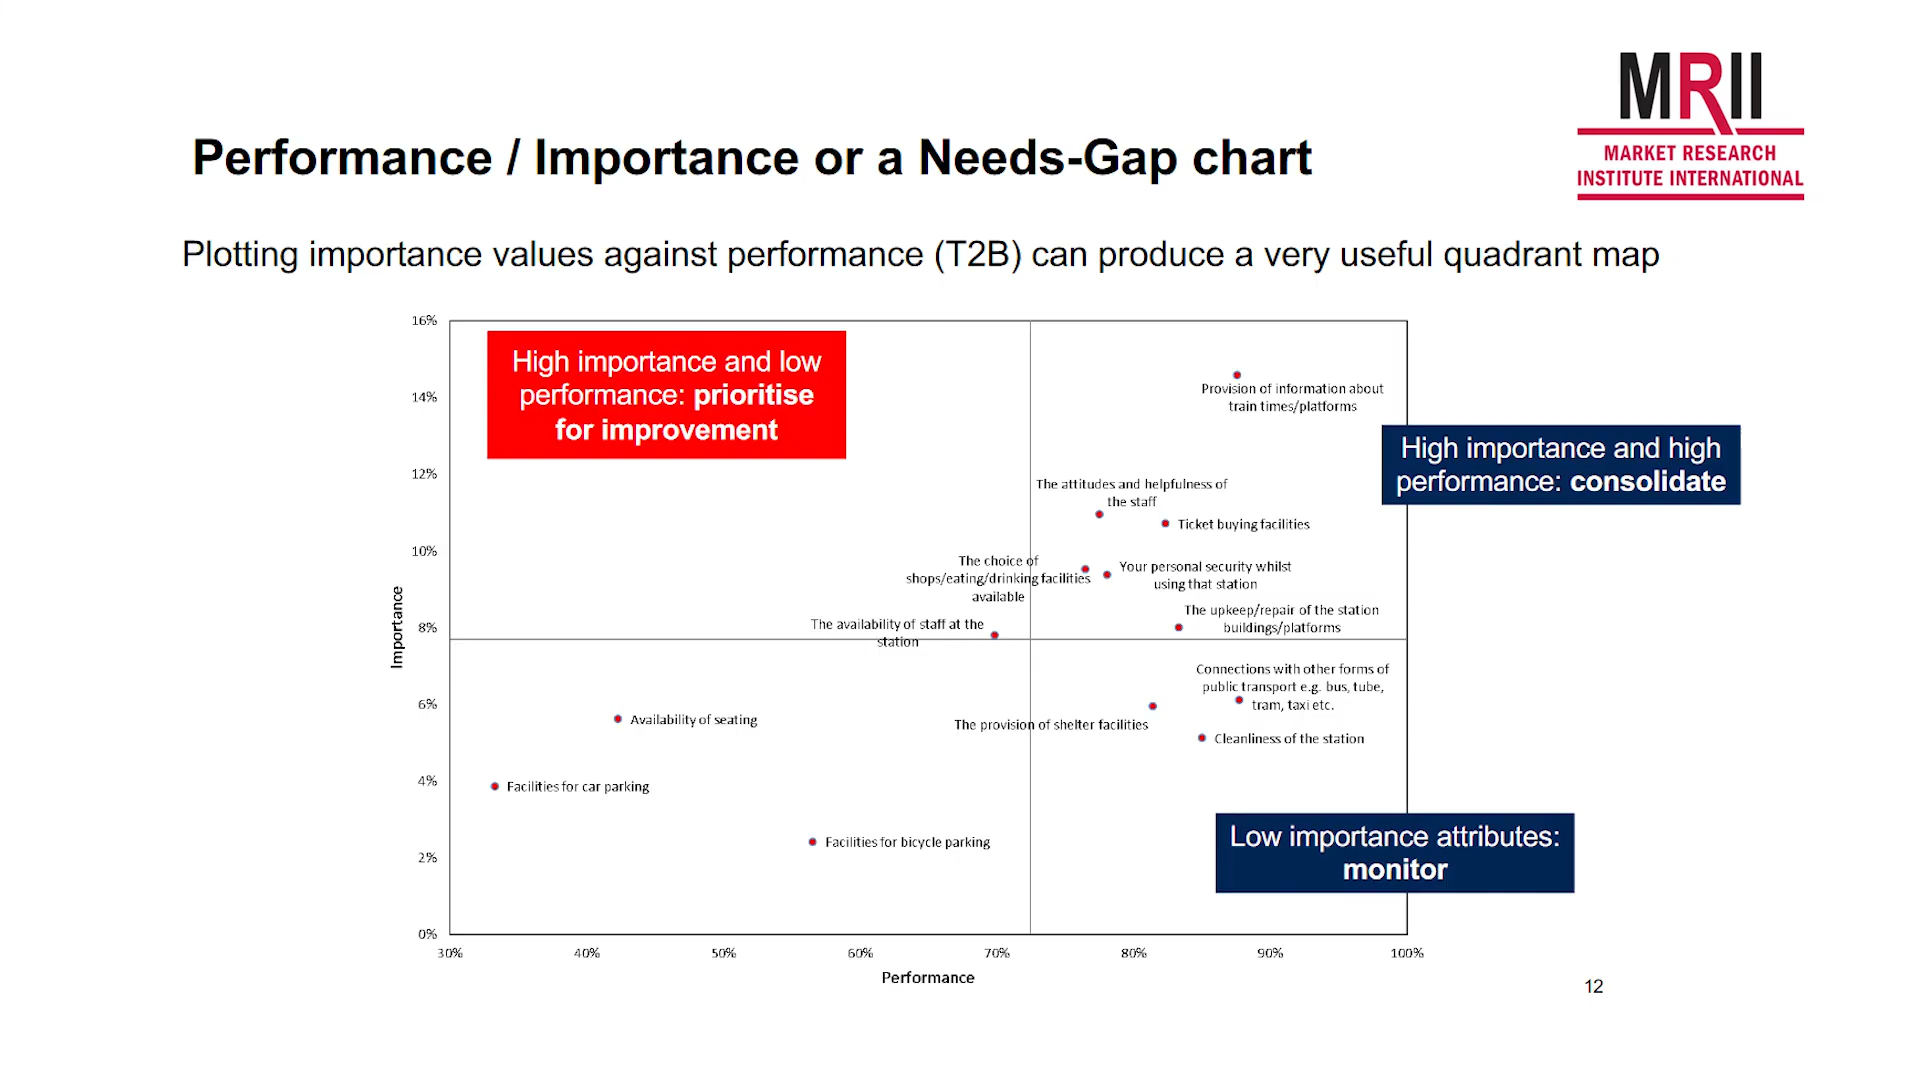 MRII
MARKET RESEARCH
INSTITUTE INTERNATIONAL
Performance / Importance or a Needs-Gap chart
Plotting importance values against performance (T2B) can produce a very useful quadrant map
16%
14%
12%
10%
8%
6%
4%
2%
0%
Importance
High importance and low
performance: prioritise
for improvement
Provision of information about
train times/platforms
High importance and high
performance: consolidate
The attitudes and helpfulness of
the staff
Ticket buying facilities
The choice of
shops/eating/drinking facilities
available
Your personal security whilst
using that station
The upkeep/repair of the station
buildings/platforms
The availability of staff at the
station
Connections with other forms of
public transport e.g. bus, tube,
tram, taxi etc.
Availability of seating
The provision of shelter facilities
Cleanliness of the station
Facilities for car parking
Facilities for bicycle parking
Low importance attributes:
monitor
30%
40%
50%
60%
70%
80%
90%
100%
Performance
12